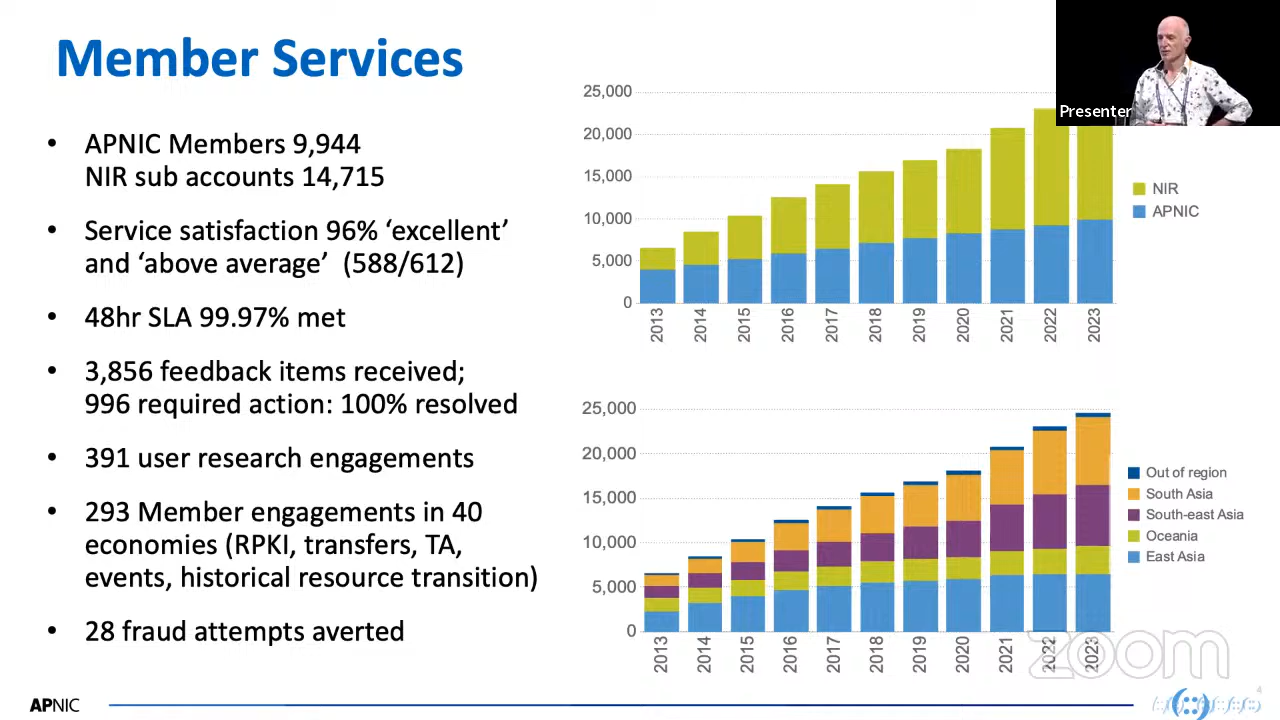 Member Services
• APNIC Members 9,944
NIR sub accounts 14,715
• Service satisfaction 96% ‘excellent’
and ‘above average’ (588/612)
• 48hr SLA 99.97% met
• 3,856 feedback items received;
996 required action: 100% resolved
• 391 user research engagements
• 293 Member engagements in 40
economies (RPKI, transfers, TA,
events, historical resource transition)
• 28 fraud attempts averted
Presenter
25,000
20,000
15,000
10,000
5,000
0
2013
2014
2015
2016
2017
2018
2019
2020
2021
2022
2023
NIR
APNIC
25,000
20,000
15,000
10,000
5,000
0
2013
2014
2015
2016
2017
2018
2019
2020
2021
2022
2023
Out of region
South Asia
South-east Asia
Oceania
East Asia
zoom
APNIC
4